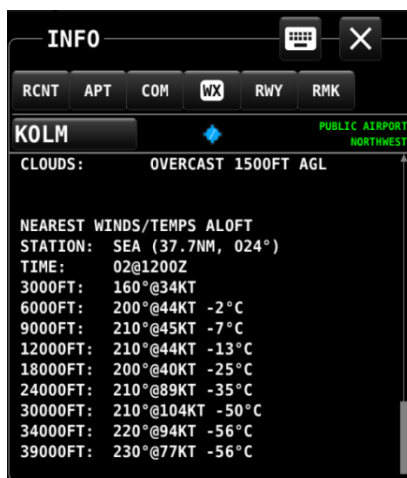 INFO
RCNT APT COM WX RWY RMK
KOLM
PUBLIC AIRPORT
NORTHWEST
CLOUDS: OVERCAST 1500FT AGL
NEAREST WINDS/TEMPS ALOFT
STATION: SEA (37.7NM, 024°)
TIME: 02@1200Z
3000FT: 160°@34KT
6000FT: 200°@44KT -2°C
9000FT: 210°@45KT -7°C
12000FT: 210°@44KT -13°C
18000FT: 200°@40KT -25°C
24000FT: 210°@89KT -35°C
30000FT: 210°@104KT -50°C
34000FT: 220°@94KT -56°C
39000FT: 230°@77KT -56°C